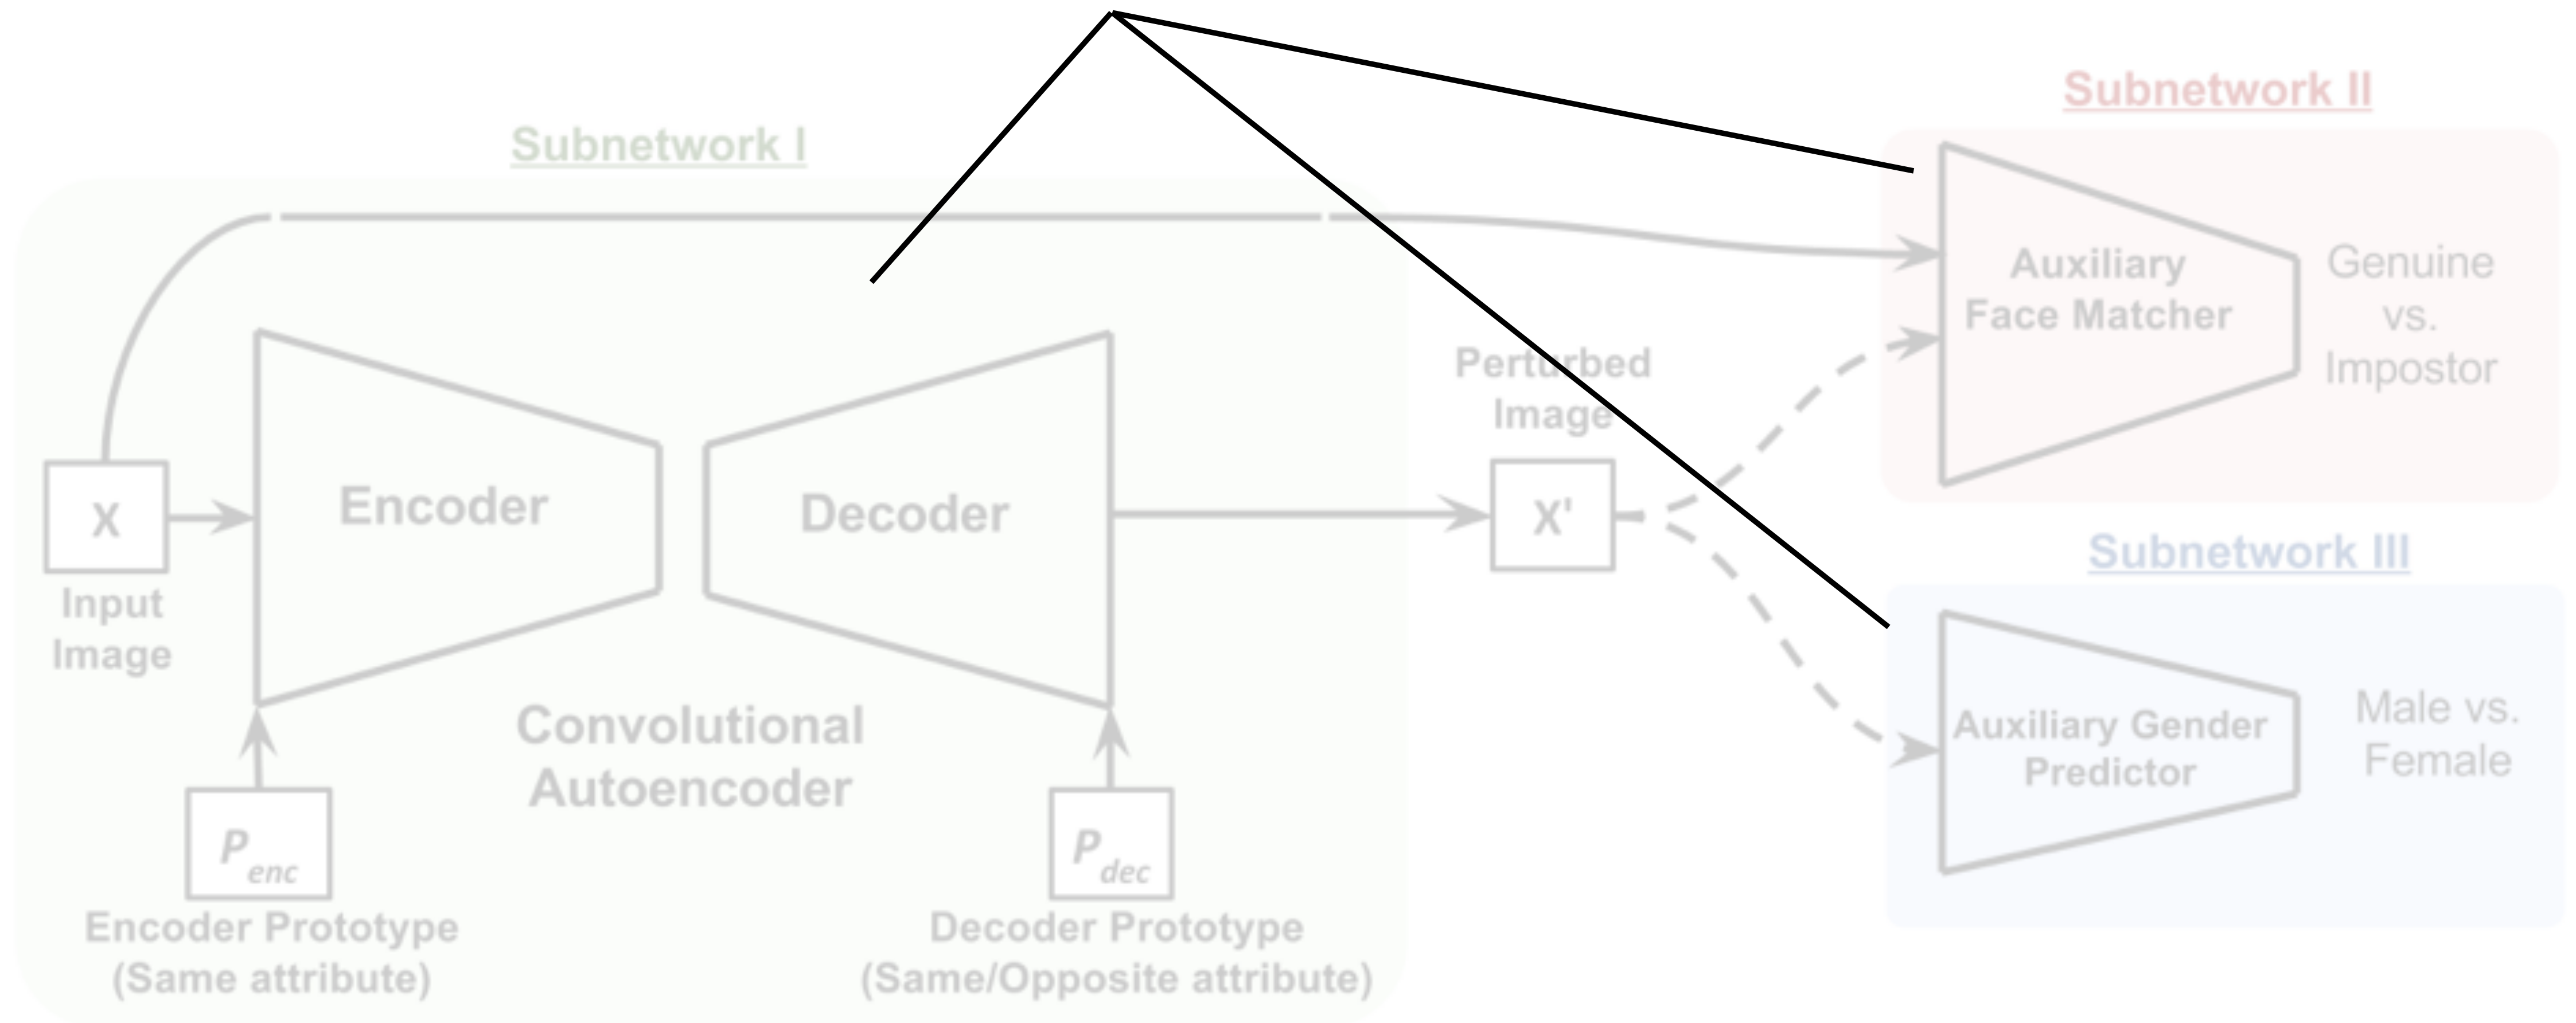 Subnetwork I
X
Input
Image
Encoder
Decoder
Convolutional
Autoencoder
P
enc
Encoder Prototype
(Same attribute)
P
dec
Decoder Prototype
(Same/Opposite attribute)
Perturbed
Image
X'
Subnetwork II
Auxiliary
Face Matcher
Genuine
vs.
Impostor
Subnetwork III
Auxiliary Gender
Predictor
Male vs.
Female